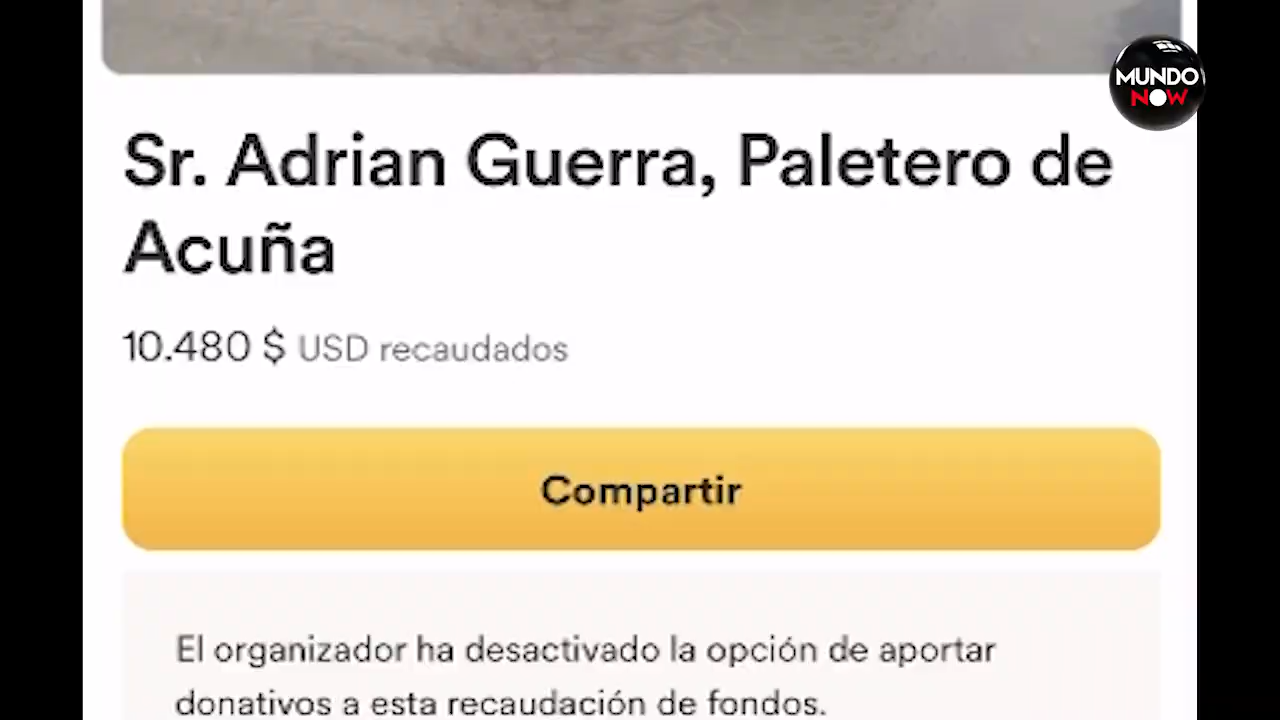 MUNDO
NOW
Sr. Adrian Guerra, Paletero de
Acuña
10.480 $ USD recaudados
Compartir
El organizador ha desactivado la opción de aportar
donativos a esta recaudación de fondos.